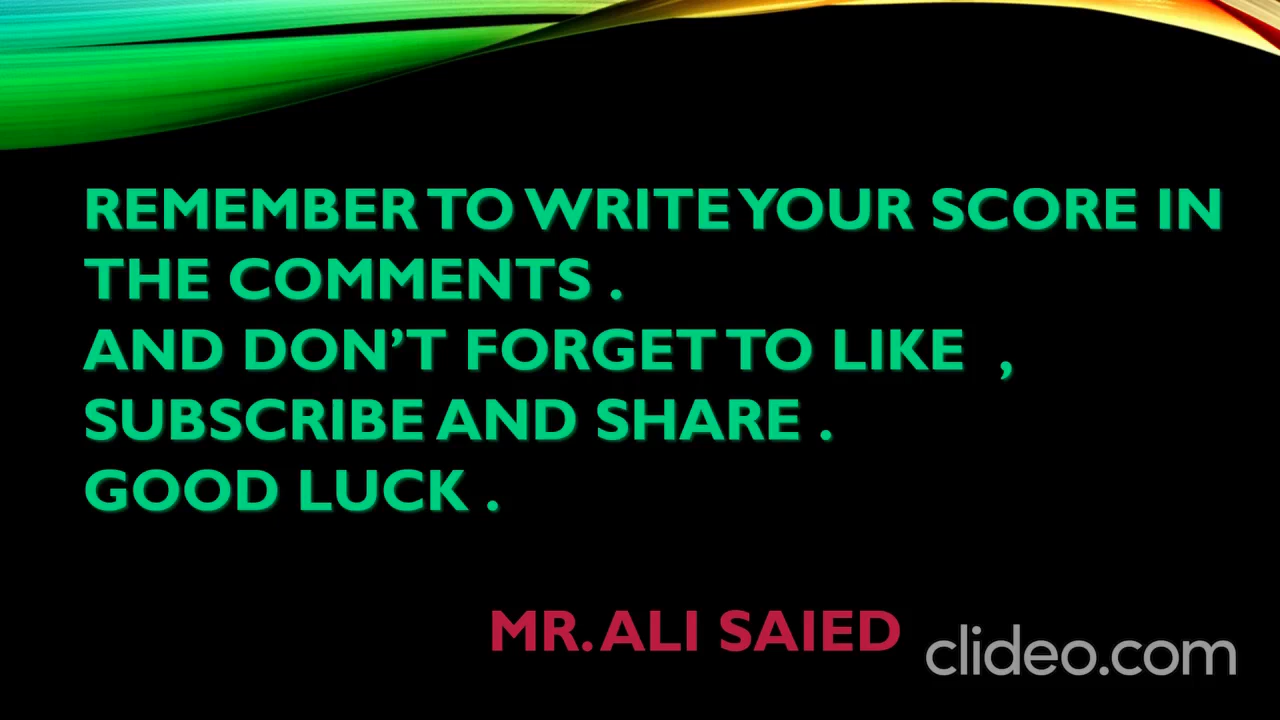 REMEMBER TO WRITE YOUR SCORE IN
THE COMMENTS .
AND DON’T FORGET TO LIKE  ,
SUBSCRIBE AND SHARE .
GOOD LUCK .
MR. ALI SAIED
clideo.com